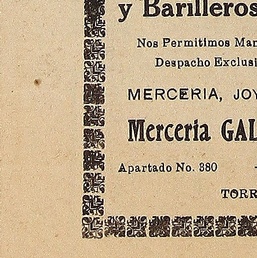 y Barilleros
Nos Permitimos Man
Despacho Exclusi
MERCERIA, JOY
Merceria GAL
Apartado No. 380
TORR